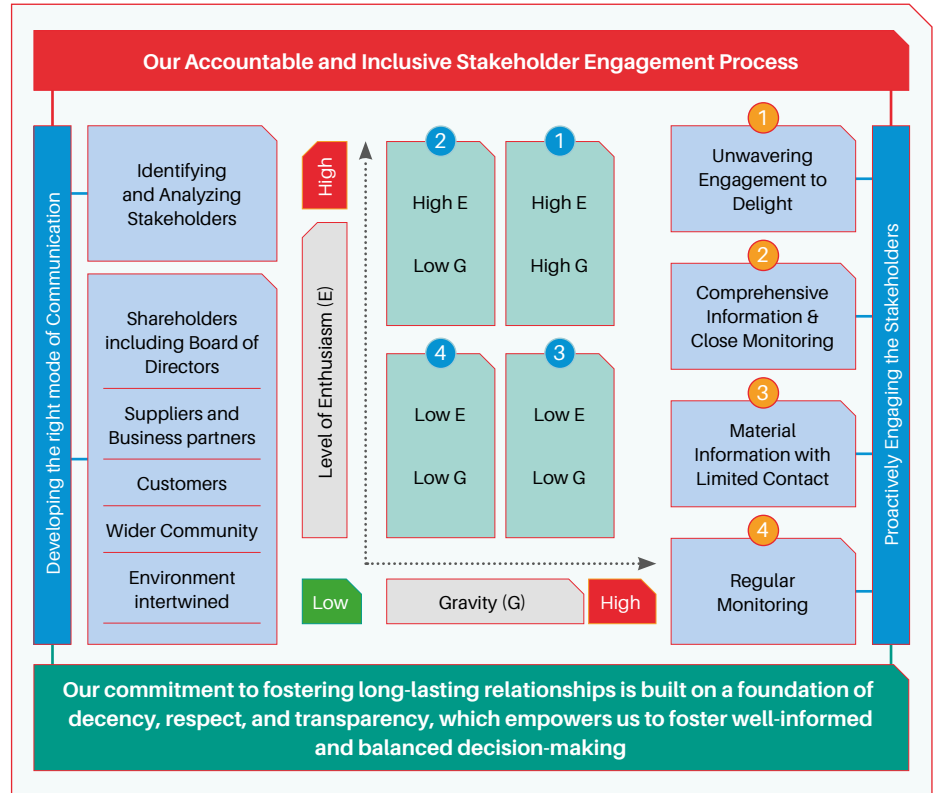 Our Accountable and Inclusive Stakeholder Engagement Process
Developing the right mode of Communication
Identifying
and Analyzing
Stakeholders
Shareholders
including Board of
Directors
Suppliers and
Business partners
Customers
Wider Community
Environment
intertwined
High
Level of Enthusiasm (E)
Low
Gravity (G)
High
2
High E
Low G
1
High E
High G
4
Low E
Low G
3
Low E
Low G
1
Unwavering
Engagement to
Delight
2
Comprehensive
Information &
Close Monitoring
3
Material
Information with
Limited Contact
4
Regular
Monitoring
Proactively Engaging the Stakeholders
Our commitment to fostering long-lasting relationships is built on a foundation of
decency, respect, and transparency, which empowers us to foster well-informed
and balanced decision-making